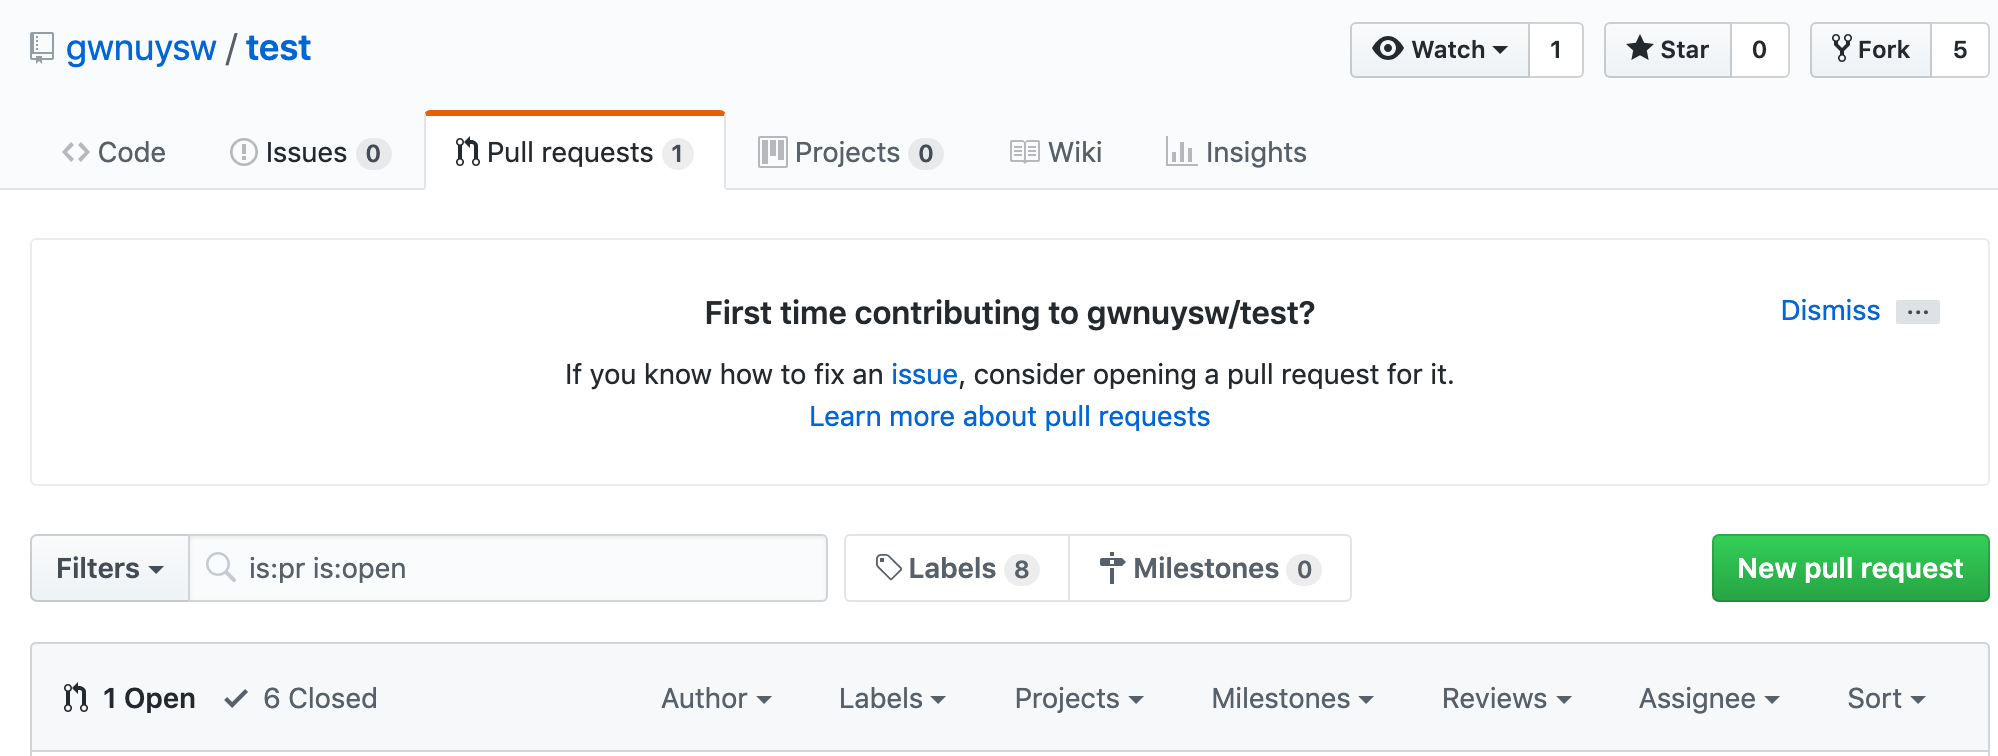 gwnuysw / test
Watch 1 Star 0 Fork 5
Code Issues 0 Pull requests 1 Projects 0 Wiki Insights
First time contributing to gwnuysw/test?
Dismiss ...
If you know how to fix an issue, consider opening a pull request for it.
Learn more about pull requests
Filters is:pr is:open Labels 8 Milestones 0 New pull request
1 Open 6 Closed Author Labels Projects Milestones Reviews Assignee Sort